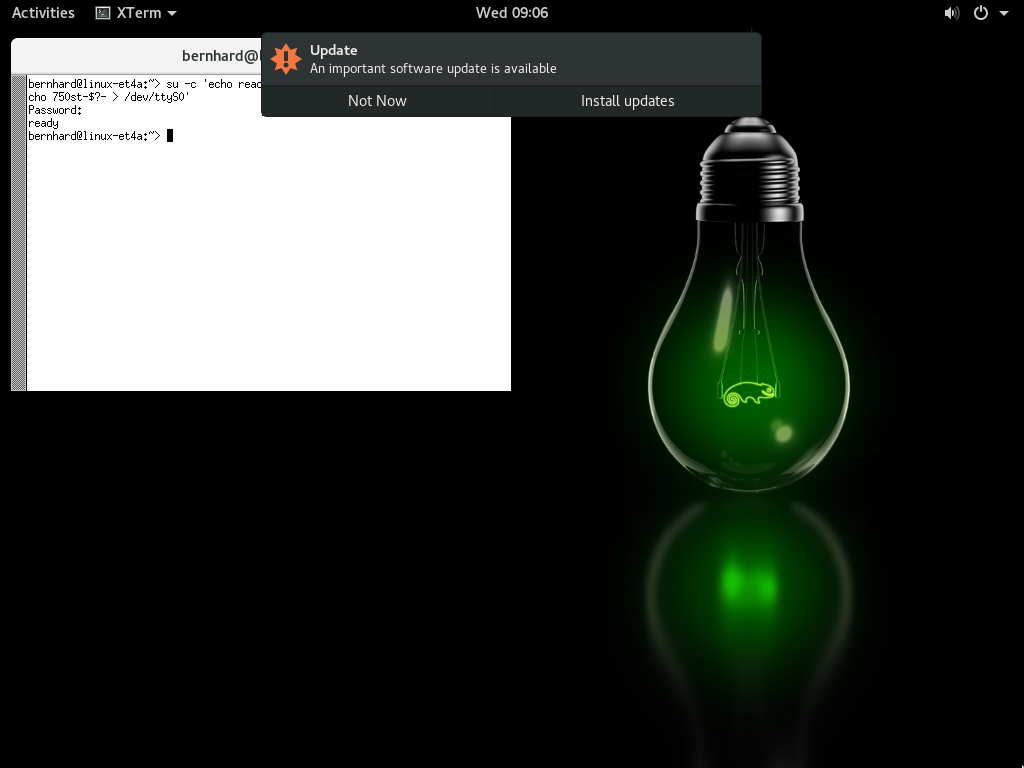 Activities XTerm Wed 09:06
bernhard@
Update
An important software update is available
Not Now Install updates
bernhard@linux-et4a:~> su -c 'echo
cho 750st-$?- > /dev/ttyS0'
Password:
ready
bernhard@linux-et4a:~>